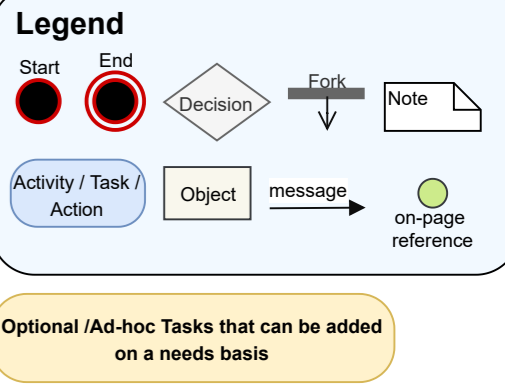 Legend
Start
End
Decision
Fork
Note
Activity / Task /
Action
Object
message
on-page
reference
Optional /Ad-hoc Tasks that can be added
on a needs basis